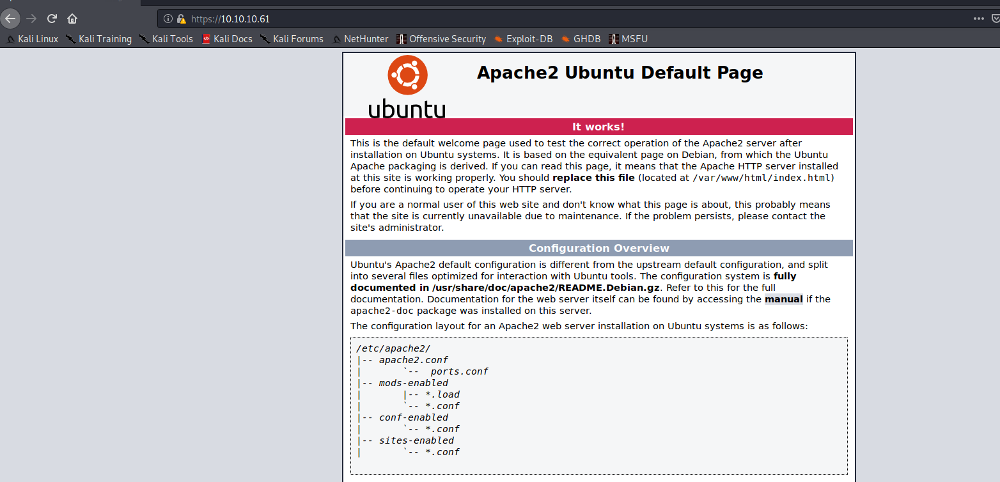 https://10.10.10.61
Kali Linux Kali Training Kali Tools Kali Docs Kali Forums NetHunter Offensive Security Exploit-DB GHDB MSFU
ubuntu
Apache2 Ubuntu Default Page
It works!
This is the default welcome page used to test the correct operation of the Apache2 server after
installation on Ubuntu systems. It is based on the equivalent page on Debian, from which the Ubuntu
Apache packaging is derived. If you can read this page, it means that the Apache HTTP server installed
at this site is working properly. You should replace this file (located at /var/www/html/index.html)
before continuing to operate your HTTP server.
If you are a normal user of this web site and don't know what this page is about, this probably means
that the site is currently unavailable due to maintenance. If the problem persists, please contact the
site's administrator.
Configuration Overview
Ubuntu's Apache2 default configuration is different from the upstream default configuration, and split
into several files optimized for interaction with Ubuntu tools. The configuration system is fully
documented in /usr/share/doc/apache2/README.Debian.gz. Refer to this for the full
documentation. Documentation for the web server itself can be found by accessing the manual if the
apache2-doc package was installed on this server.
The configuration layout for an Apache2 web server installation on Ubuntu systems is as follows:
/etc/apache2/
|-- apache2.conf
|       `--  ports.conf
|-- mods-enabled
|       |-- *.load
|       `-- *.conf
|-- conf-enabled
|       `-- *.conf
|-- sites-enabled
|       `-- *.conf